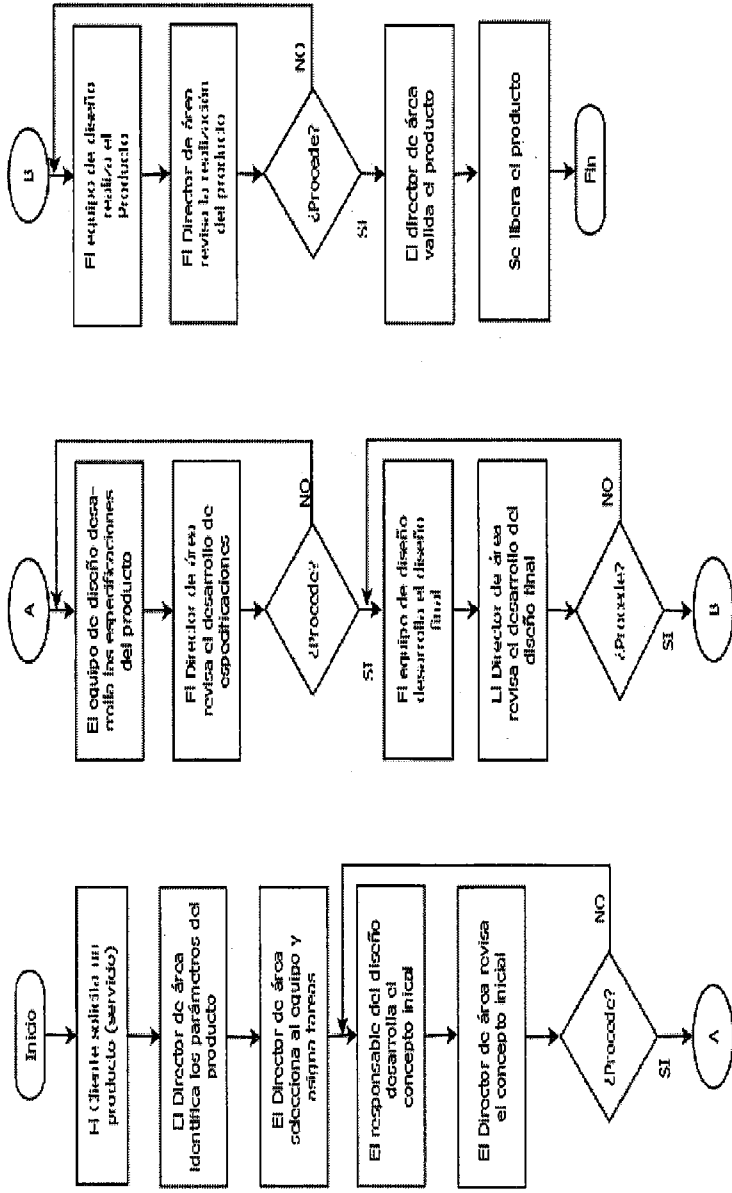 Inicio
El Cliente solicita un
producto (servicio)
El Director de área
identifica los parámetros del
producto
El Director de área
selecciona al equipo y
asigna tareas
El responsable del diseño
desarrolla el
concepto inicial
El Director de área revisa
el concepto inicial
¿Procede?
NO
SI
A
A
El equipo de diseño desa-
rrolla las especificaciones
del producto
El Director de área
revisa el desarrollo de
especificaciones
¿Procede?
NO
SI
El equipo de diseño
desarrolla el diseño
final
El Director de área
revisa el desarrollo del
diseño final
¿Procede?
NO
SI
B
B
El equipo de diseño
realiza el
Producto
El Director de área
revisa la realización
del producto
¿Procede?
NO
SI
El director de área
valida el producto
Se libera el producto
Fin